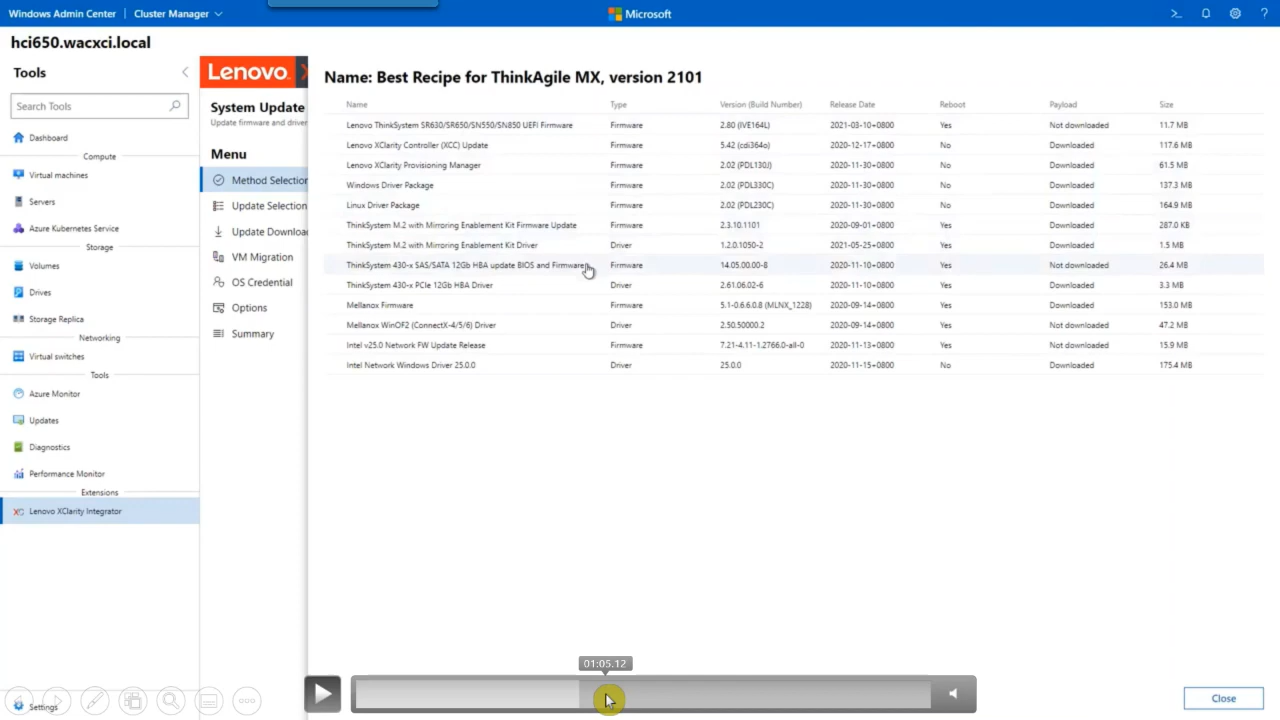 Windows Admin Center Cluster Manager Microsoft
hci650.wacxci.local
Tools
Search Tools
Dashboard
Compute
Virtual machines
Servers
Azure Kubernetes Service
Storage
Volumes
Drives
Storage Replica
Networking
Virtual switches
Tools
Azure Monitor
Updates
Diagnostics
Performance Monitor
Extensions
Lenovo XClarity Integrator
Settings
Lenovo X
System Update
Update firmware and driver
Menu
Method Selection
Update Selection
Update Downloa
VM Migration
OS Credential
Options
Summary
Name: Best Recipe for ThinkAgile MX, version 2101
Name Type Version (Build Number) Release Date Reboot Payload Size
Lenovo ThinkSystem SR630/SR650/SN550/SN850 UEFI Firmware Firmware 2.80 (IVE164L) 2021-03-10+0800 Yes Not downloaded 11.7 MB
Lenovo XClarity Controller (XCC) Update Firmware 5.42 (cdi364o) 2020-12-17+0800 No Downloaded 117.6 MB
Lenovo XClarity Provisioning Manager Firmware 2.02 (PDL130J) 2020-11-30+0800 No Downloaded 61.5 MB
Windows Driver Package Firmware 2.02 (PDL330C) 2020-11-30+0800 No Downloaded 137.3 MB
Linux Driver Package Firmware 2.02 (PDL230C) 2020-11-30+0800 No Downloaded 164.9 MB
ThinkSystem M.2 with Mirroring Enablement Kit Firmware Update Firmware 2.3.10.1101 2020-09-01+0800 Yes Downloaded 287.0 KB
ThinkSystem M.2 with Mirroring Enablement Kit Driver Driver 1.2.0.1050-2 2021-05-25+0800 Yes Downloaded 1.5 MB
ThinkSystem 430-x SAS/SATA 12Gb HBA update BIOS and Firmware Firmware 14.05.00.00-8 2020-11-10+0800 Yes Not downloaded 26.4 MB
ThinkSystem 430-x PCIe 12Gb HBA Driver Driver 2.61.06.02-6 2020-11-10+0800 Yes Downloaded 3.3 MB
Mellanox Firmware Firmware 5.1-0.6.6.0.8 (MLNX_1228) 2020-09-14+0800 Yes Downloaded 153.0 MB
Mellanox WinOF2 (ConnectX-4/5/6) Driver Driver 2.50.50000.2 2020-09-14+0800 Yes Not downloaded 47.2 MB
Intel v25.0 Network FW Update Release Firmware 7.21-4.11-1.2766.0-all-0 2020-11-13+0800 Yes Not downloaded 15.9 MB
Intel Network Windows Driver 25.0.0 Driver 25.0.0 2020-11-15+0800 No Downloaded 175.4 MB
01:05.12
Close